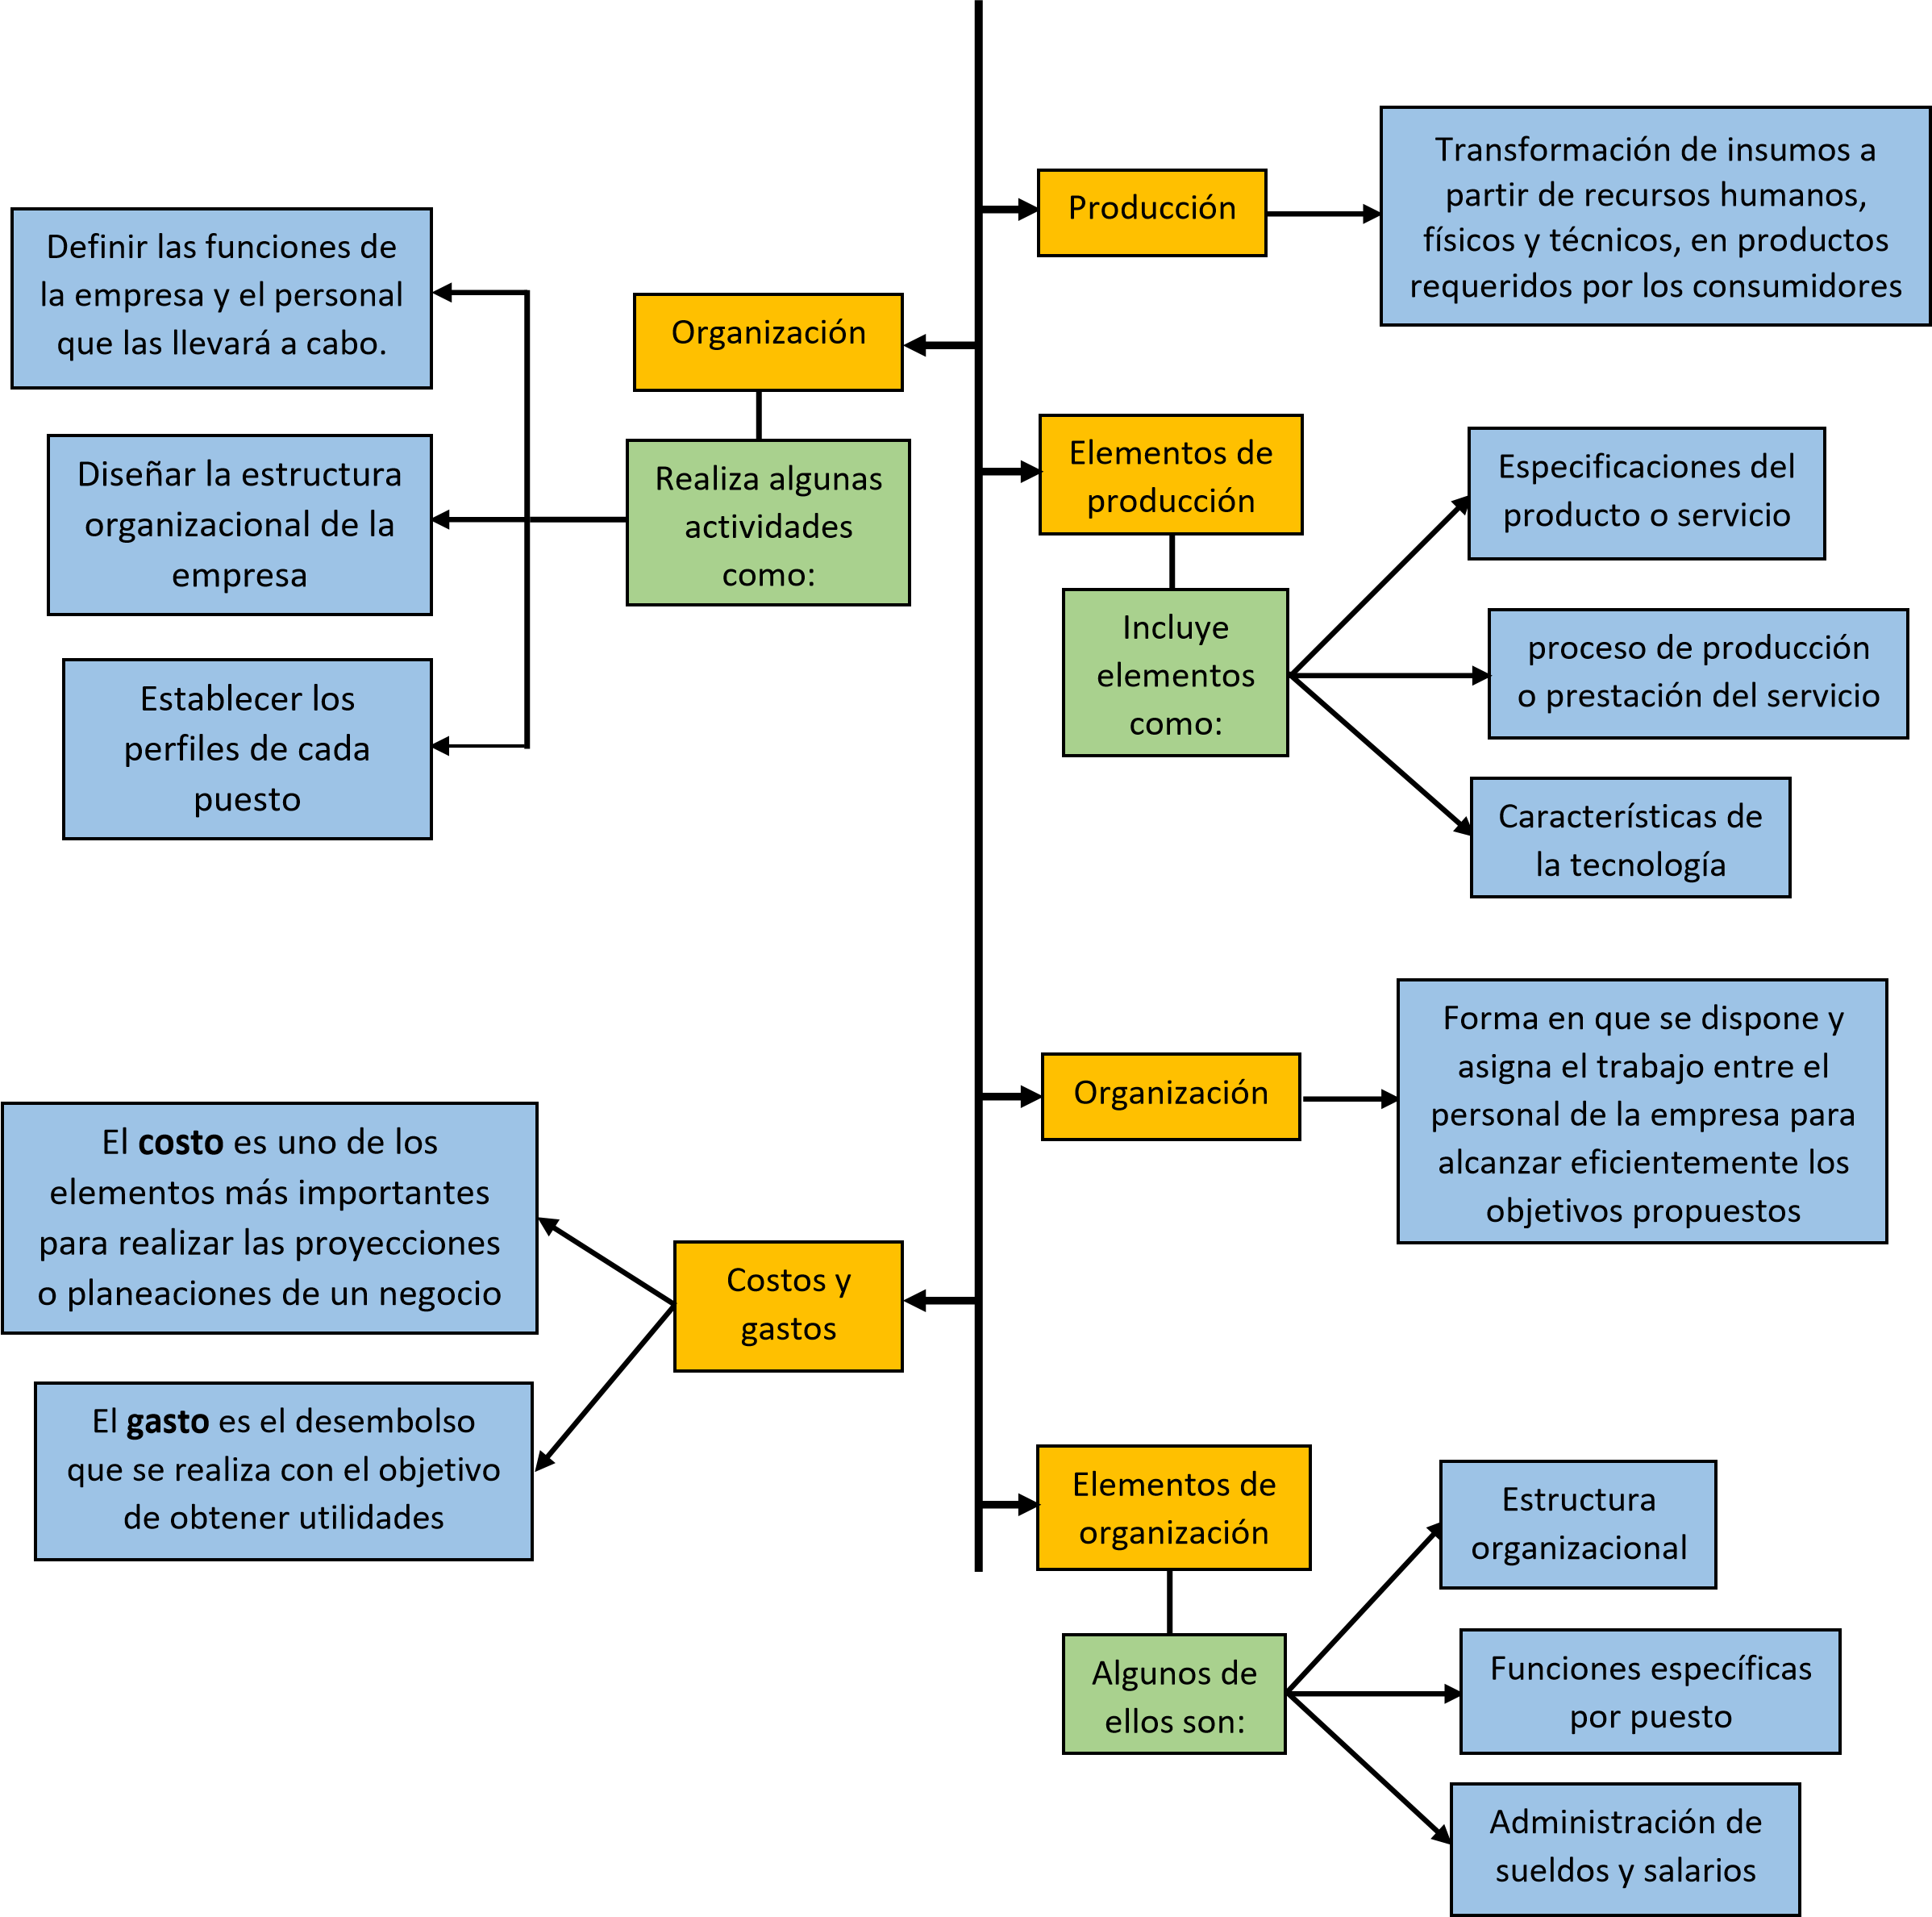 Producción
Transformación de insumos a
partir de recursos humanos,
físicos y técnicos, en productos
requeridos por los consumidores
Organización
Realiza algunas
actividades
como:
Definir las funciones de
la empresa y el personal
que las llevará a cabo.
Diseñar la estructura
organizacional de la
empresa
Establecer los
perfiles de cada
puesto
Elementos de
producción
Incluye
elementos
como:
Especificaciones del
producto o servicio
proceso de producción
o prestación del servicio
Características de
la tecnología
Organización
Forma en que se dispone y
asigna el trabajo entre el
personal de la empresa para
alcanzar eficientemente los
objetivos propuestos
Costos y
gastos
El costo es uno de los
elementos más importantes
para realizar las proyecciones
o planeaciones de un negocio
El gasto es el desembolso
que se realiza con el objetivo
de obtener utilidades
Elementos de
organización
Algunos de
ellos son:
Estructura
organizacional
Funciones específicas
por puesto
Administración de
sueldos y salarios